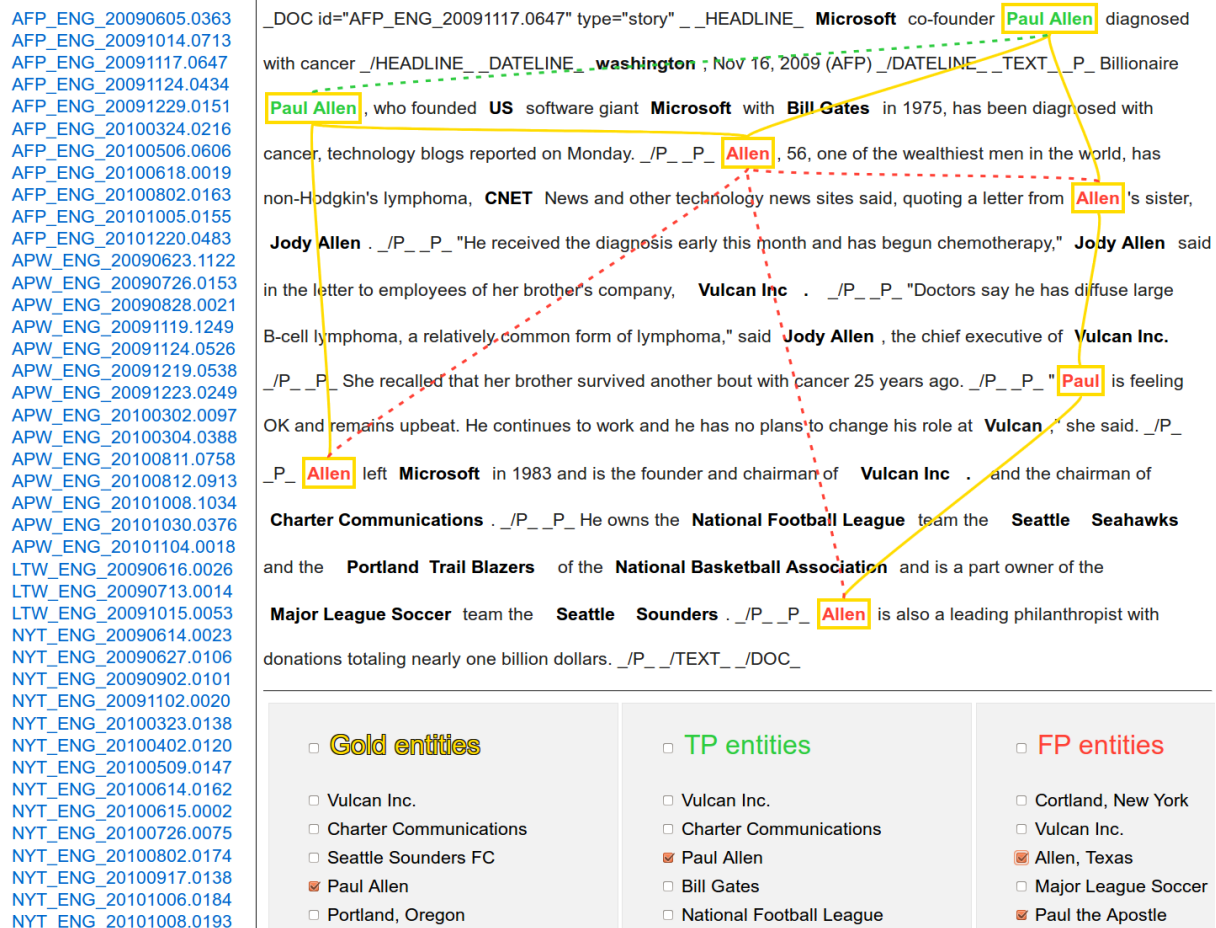 AFP_ENG_20090605.0363
AFP_ENG_20091014.0713
AFP_ENG_20091117.0647
AFP_ENG_20091124.0434
AFP_ENG_20091229.0151
AFP_ENG_20100324.0216
AFP_ENG_20100506.0606
AFP_ENG_20100618.0019
AFP_ENG_20100802.0163
AFP_ENG_20101005.0155
AFP_ENG_20101220.0483
APW_ENG_20090623.1122
APW_ENG_20090726.0153
APW_ENG_20090828.0021
APW_ENG_20091119.1249
APW_ENG_20091124.0526
APW_ENG_20091219.0538
APW_ENG_20091223.0249
APW_ENG_20100302.0097
APW_ENG_20100304.0388
APW_ENG_20100811.0758
APW_ENG_20100812.0913
APW_ENG_20101008.1034
APW_ENG_20101030.0376
APW_ENG_20101104.0018
LTW_ENG_20090616.0026
LTW_ENG_20090713.0014
LTW_ENG_20091015.0053
NYT_ENG_20090614.0023
NYT_ENG_20090627.0106
NYT_ENG_20090902.0101
NYT_ENG_20091102.0020
NYT_ENG_20100323.0138
NYT_ENG_20100402.0120
NYT_ENG_20100509.0147
NYT_ENG_20100614.0162
NYT_ENG_20100615.0002
NYT_ENG_20100726.0075
NYT_ENG_20100802.0174
NYT_ENG_20100917.0138
NYT_ENG_20101006.0184
NYT_ENG_20101008.0193
_DOC id="AFP_ENG_20091117.0647" type="story" _ _HEADLINE_ Microsoft co-founder Paul Allen diagnosed
with cancer _/HEADLINE_ _DATELINE_ washington , Nov 16, 2009 (AFP) _/DATELINE_ _TEXT_ _P_ Billionaire
Paul Allen , who founded US software giant Microsoft with Bill Gates in 1975, has been diagnosed with
cancer, technology blogs reported on Monday. _/P_ _P_ Allen , 56, one of the wealthiest men in the world, has
non-Hodgkin's lymphoma, CNET News and other technology news sites said, quoting a letter from Allen 's sister,
Jody Allen . _/P_ _P_ "He received the diagnosis early this month and has begun chemotherapy," Jody Allen said
in the letter to employees of her brother's company, Vulcan Inc . _/P_ _P_ "Doctors say he has diffuse large
B-cell lymphoma, a relatively common form of lymphoma," said Jody Allen , the chief executive of Vulcan Inc.
_/P_ _P_ She recalled that her brother survived another bout with cancer 25 years ago. _/P_ _P_ " Paul is feeling
OK and remains upbeat. He continues to work and he has no plans to change his role at Vulcan ," she said. _/P_
_P_ Allen left Microsoft in 1983 and is the founder and chairman of Vulcan Inc . and the chairman of
Charter Communications . _/P_ _P_ He owns the National Football League team the Seattle Seahawks
and the Portland Trail Blazers of the National Basketball Association and is a part owner of the
Major League Soccer team the Seattle Sounders . _/P_ _P_ Allen is also a leading philanthropist with
donations totaling nearly one billion dollars. _/P_ _/TEXT_ _/DOC_
Gold entities
Vulcan Inc.
Charter Communications
Seattle Sounders FC
Paul Allen
Portland, Oregon
TP entities
Vulcan Inc.
Charter Communications
Paul Allen
Bill Gates
National Football League
FP entities
Cortland, New York
Vulcan Inc.
Allen, Texas
Major League Soccer
Paul the Apostle